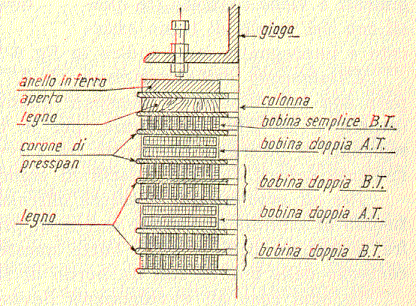 gioga
anello in ferro
aperto
legno
corone di
presspan
legno
colonna
bobina semplice B.T.
bobina doppia A.T.
bobina doppia B.T.
bobina doppia A.T.
bobina doppia B.T.